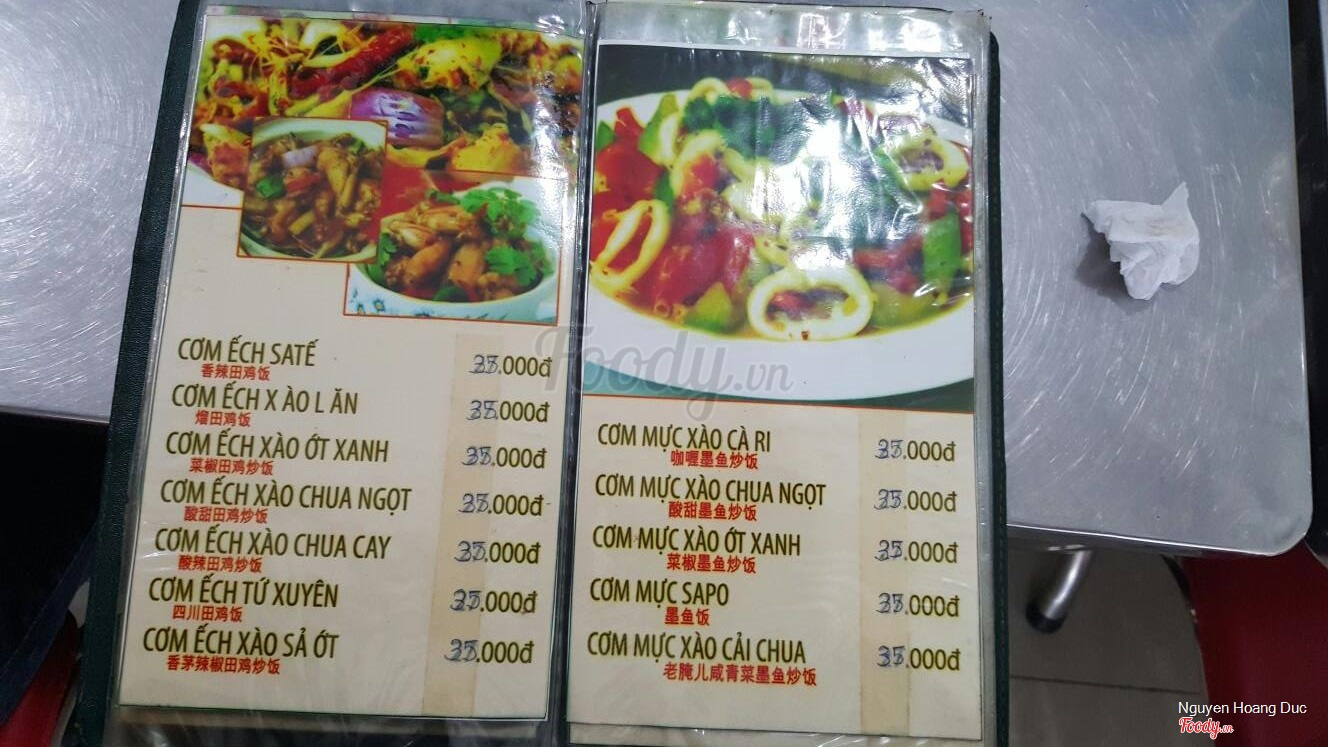 CƠM ẾCH SATẾ 35.000đ
香辣田鸡饭
CƠM ẾCH X ÀO L ĂN 35.000đ
熘田鸡饭
CƠM ẾCH XÀO ỚT XANH 35.000đ
菜椒田鸡炒饭
CƠM ẾCH XÀO CHUA NGỌT 35.000đ
酸甜田鸡炒饭
CƠM ẾCH XÀO CHUA CAY 35.000đ
酸辣田鸡炒饭
CƠM ẾCH TỨ XUYÊN 35.000đ
四川田鸡饭
CƠM ẾCH XÀO SẢ ỚT 35.000đ
香茅辣椒田鸡炒饭
CƠM MỰC XÀO CÀ RI 35.000đ
咖喱墨鱼炒饭
CƠM MỰC XÀO CHUA NGỌT 35.000đ
酸甜墨鱼炒饭
CƠM MỰC XÀO ỚT XANH 35.000đ
菜椒墨鱼炒饭
CƠM MỰC SAPO 35.000đ
墨鱼饭
CƠM MỰC XÀO CẢI CHUA 35.000đ
老腌儿咸青菜墨鱼炒饭
Foody.vn
Nguyen Hoang Duc
Foody.vn